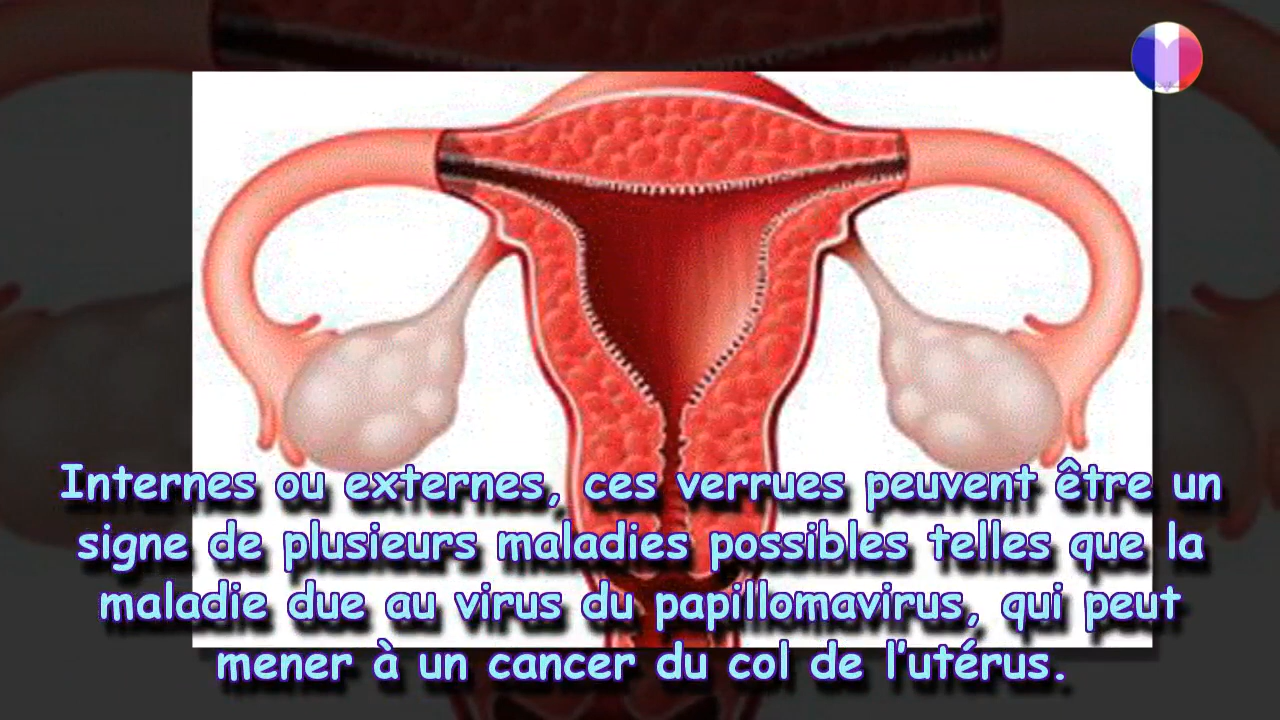 Internes ou externes, ces verrues peuvent être un
signe de plusieurs maladies possibles telles que la
maladie due au virus du papillomavirus, qui peut
mener à un cancer du col de l'utérus.